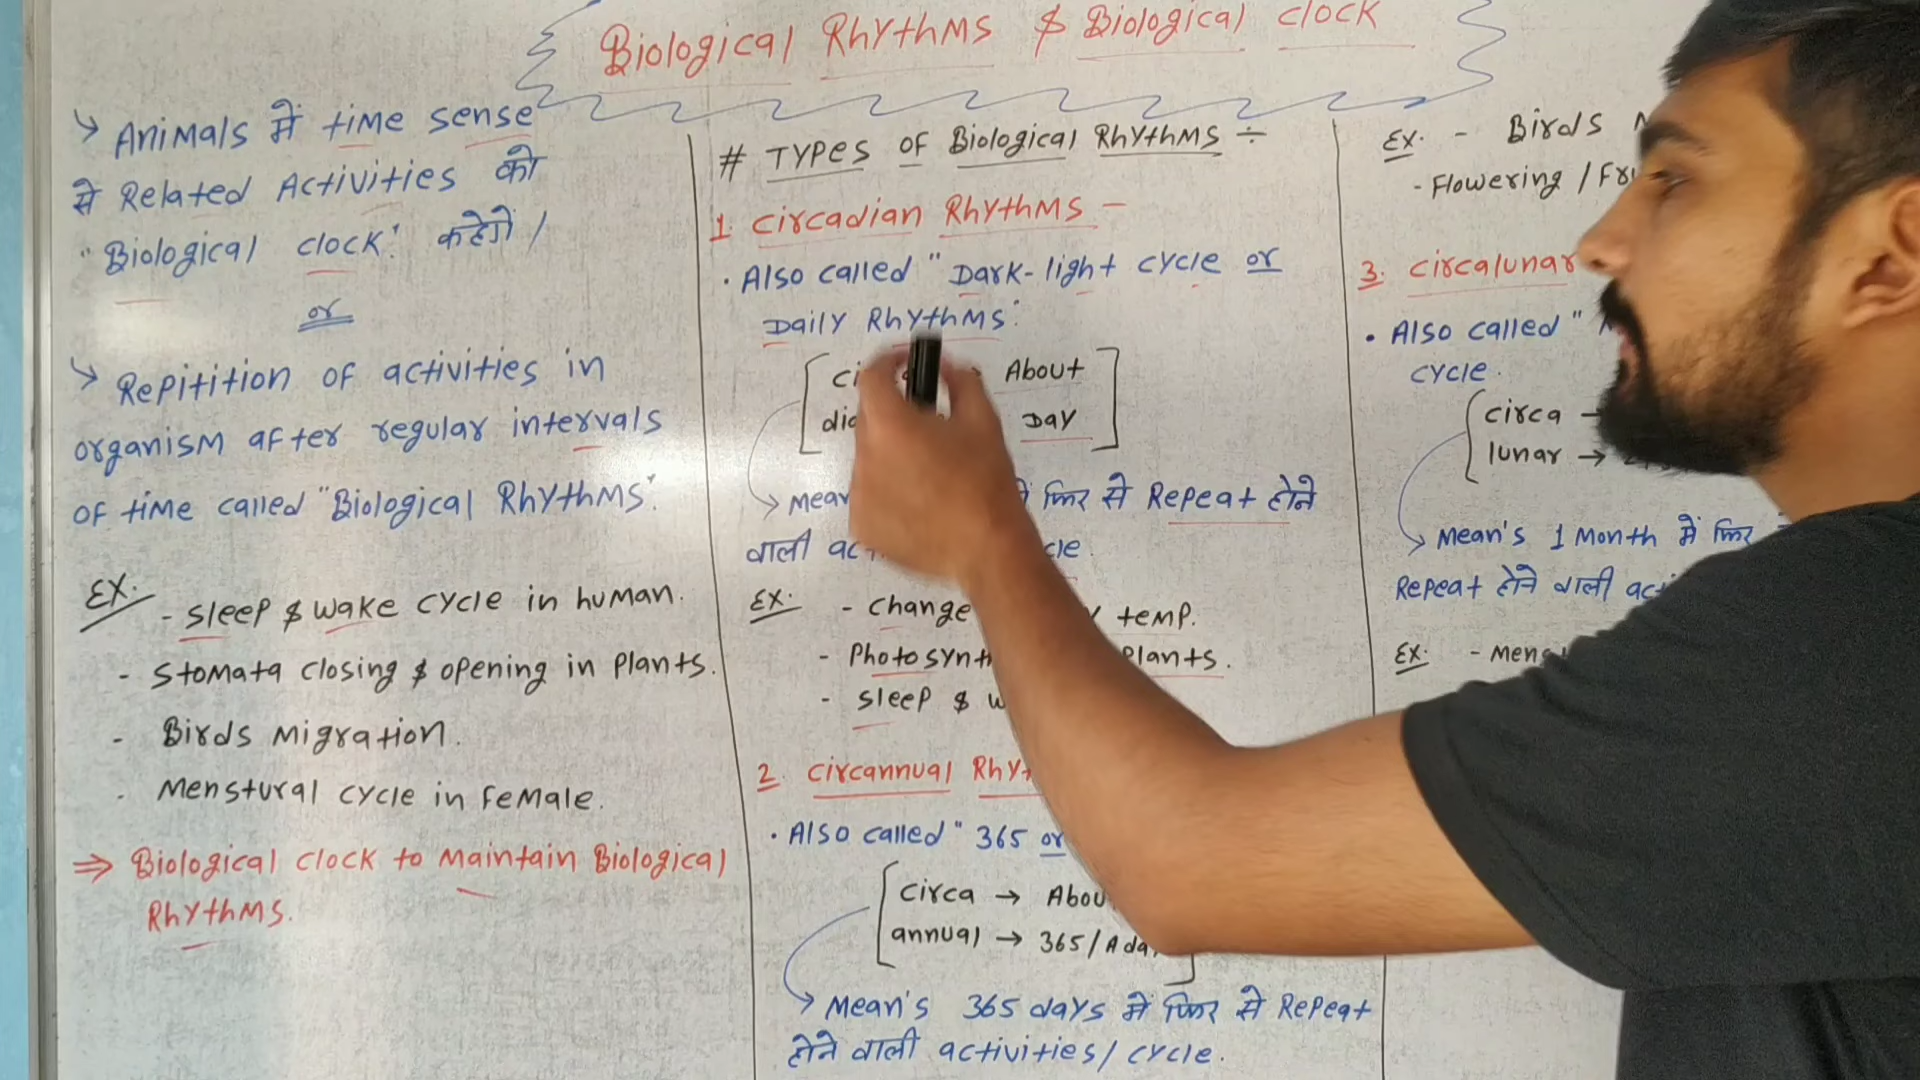 Biological Rhythms & Biological clock
↳ Animals में time sense
से Related Activities को
"Biological clock" कहेगे /
or
↳ Repitition of activities in
organism after regular intervals
of time called "Biological Rhythms".
Ex.
- sleep & wake cycle in human.
- stomata closing & opening in plants.
- Birds migration.
- Menstural cycle in female.
⇒ Biological clock to maintain Biological
Rhythms.
# Types of Biological Rhythms ÷
1. circadian Rhythms -
• Also called "Dark-light cycle or
Daily Rhythms".
About
Day
फिर से Repeat होने
वाली
Ex. - change temp.
- Plants.
- sleep &
2. circannual
• Also called "365 or
circa →
annual → 365/
→ Mean's 365 days में फिर से Repeat
होने वाली activities/cycle.
Ex. - Birds
- Flowering /
3. circalunar
• Also called "
cycle.
circa →
lunar →
→ Mean's 1 Month में फिर
Repeat होने वाली
Ex. -